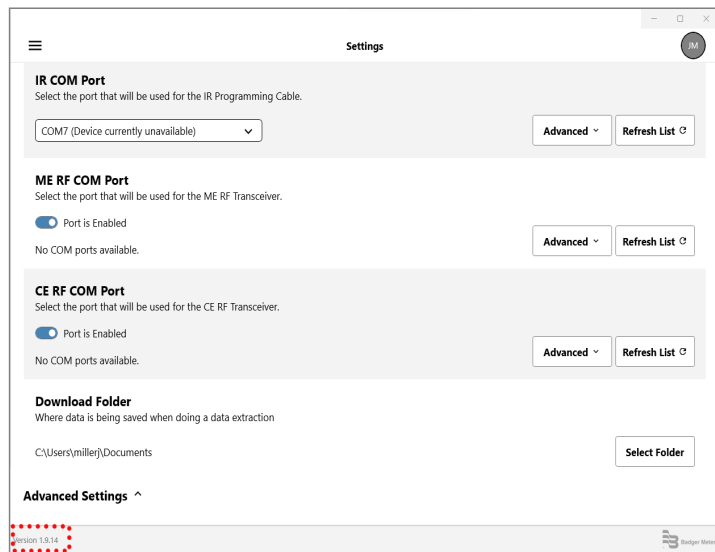 Settings
JM
IR COM Port
Select the port that will be used for the IR Programming Cable.
COM7 (Device currently unavailable)
Advanced
Refresh List
ME RF COM Port
Select the port that will be used for the ME RF Transceiver.
Port is Enabled
No COM ports available.
Advanced
Refresh List
CE RF COM Port
Select the port that will be used for the CE RF Transceiver.
Port is Enabled
No COM ports available.
Advanced
Refresh List
Download Folder
Where data is being saved when doing a data extraction
C:\Users\millerj\Documents
Select Folder
Advanced Settings
Version 1.9.14
Badger Meter